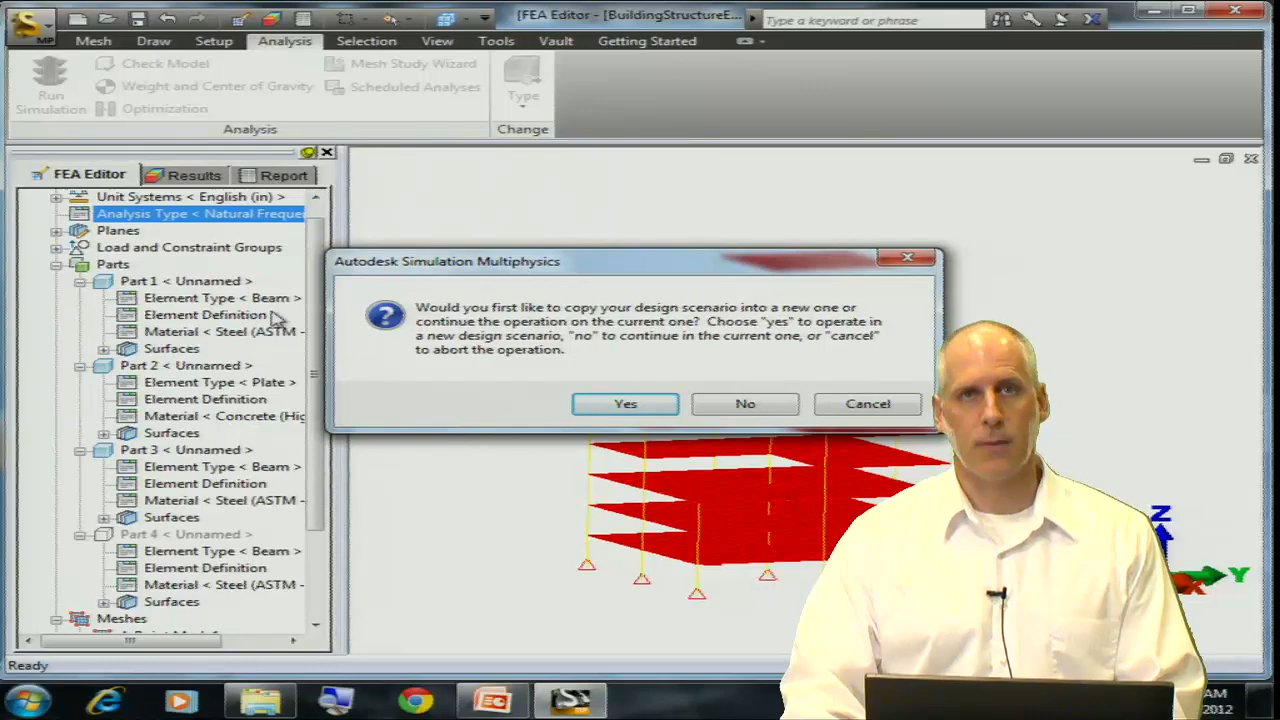 MP
[FEA Editor - [BuildingStructureE...
Type a keyword or phrase
Mesh Draw Setup Analysis Selection View Tools Vault Getting Started
Run Simulation
Check Model
Weight and Center of Gravity
Optimization
Mesh Study Wizard
Scheduled Analyses
Type
Analysis
Change
FEA Editor Results Report
Unit Systems < English (in) >
Analysis Type < Natural Freque
Planes
Load and Constraint Groups
Parts
Part 1 < Unnamed >
Element Type < Beam >
Element Definition
Material < Steel (ASTM -
Surfaces
Part 2 < Unnamed >
Element Type < Plate >
Element Definition
Material < Concrete (Hig
Surfaces
Part 3 < Unnamed >
Element Type < Beam >
Element Definition
Material < Steel (ASTM -
Surfaces
Part 4 < Unnamed >
Element Type < Beam >
Element Definition
Material < Steel (ASTM -
Surfaces
Meshes
Autodesk Simulation Multiphysics
Would you first like to copy your design scenario into a new one or
continue the operation on the current one? Choose "yes" to operate in
a new design scenario, "no" to continue in the current one, or "cancel"
to abort the operation.
Yes No Cancel
Z
Y
X
Ready
AM
2012